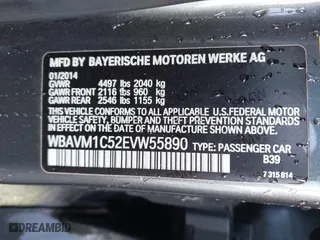 MFD BY BAYERISCHE MOTOREN WERKE AG
01/2014
GVWR 4497 lbs 2040 kg
GAWR FRONT 2116 lbs 960 kg
GAWR REAR 2546 lbs 1155 kg
THIS VEHICLE CONFORMS TO ALL APPLICABLE U.S. FEDERAL MOTOR
VEHICLE SAFETY, BUMPER, AND THEFT PREVENTION STANDARDS IN EFFECT
ON THE DATE OF MANUFACTURE SHOWN ABOVE.
WBAVM1C52EVW55890 TYPE: PASSENGER CAR
B39
7 315 814
AutoBidMaster